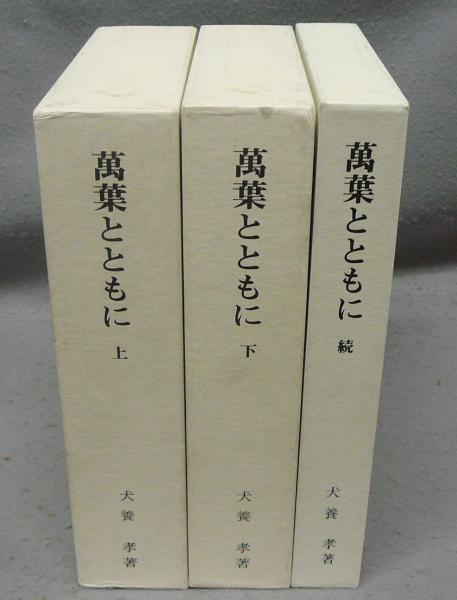 萬葉とともに 上
犬養 孝著
萬葉とともに 下
犬養 孝著
萬葉とともに 続
犬養 孝著